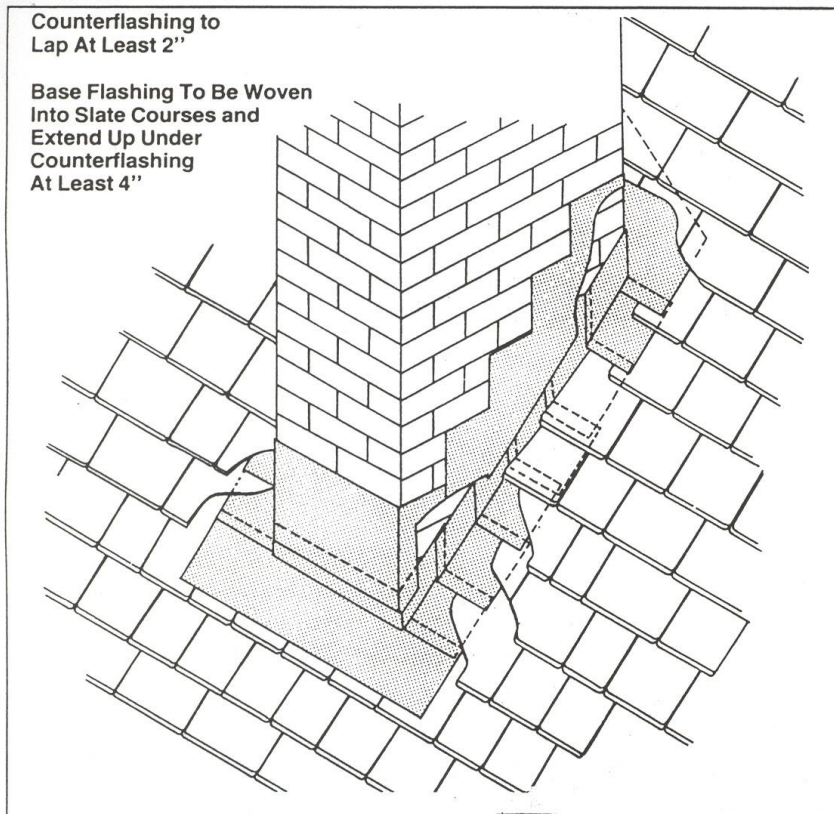 Counterflashing to
Lap At Least 2’’
Base Flashing To Be Woven
Into Slate Courses and
Extend Up Under
Counterflashing
At Least 4’’